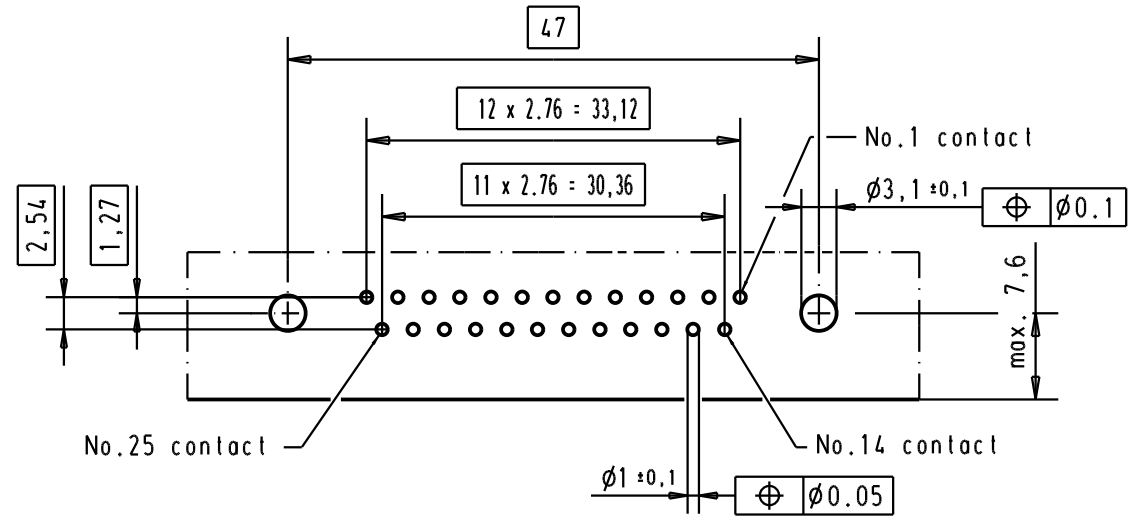 47
12 x 2.76 = 33,12
No.1 contact
11 x 2.76 = 30,36
Ø3,1 ±0,1
⌖ Ø0.1
2,54
1,27
max. 7,6
No.25 contact
No.14 contact
Ø1 ±0,1
⌖ Ø0.05